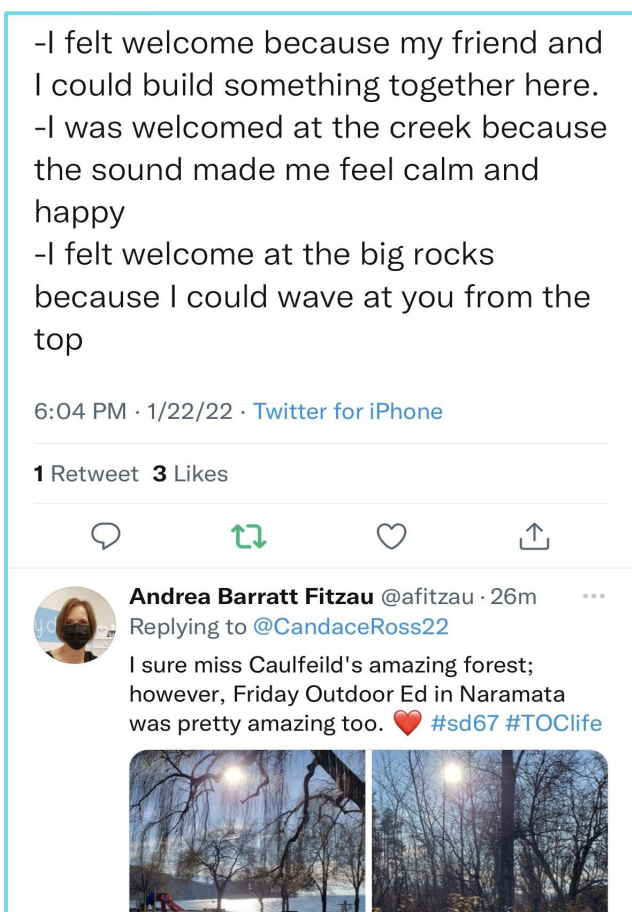 -I felt welcome because my friend and
I could build something together here.
-I was welcomed at the creek because
the sound made me feel calm and
happy
-I felt welcome at the big rocks
because I could wave at you from the
top
6:04 PM · 1/22/22 · Twitter for iPhone
1 Retweet 3 Likes
Andrea Barratt Fitzau @afitzau · 26m
Replying to @CandaceRoss22
I sure miss Caulfeild's amazing forest;
however, Friday Outdoor Ed in Naramata
was pretty amazing too. ❤️ #sd67 #TOClife